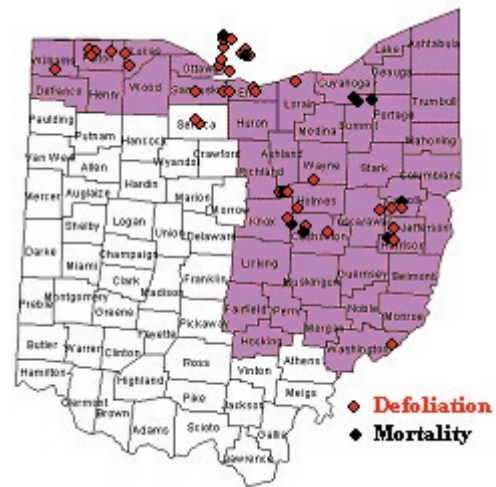 Ashtabula
Lake
Geauga
Lucas
Fulton
Williams
Ottawa
Cuyahoga
Trumbull
Defiance
Henry
Wood
Sandusky
Erie
Lorain
Portage
Summit
Medina
Huron
Seneca
Paulding
Putnam
Hancock
Mahoning
Ashland
Crawford
Wyandot
Van Wert
Richland
Wayne
Stark
Columbiana
Allen
Hardin
Marion
Carroll
Mercer
Auglaize
Morrow
Holmes
Knox
Tuscarawas
Jefferson
Logan
Shelby
Union
Delaware
Coshocton
Harrison
Darke
Champaign
Licking
Guernsey
Belmont
Miami
Clark
Franklin
Muskingum
Madison
Preble
Montgomery
Greene
Fairfield
Perry
Noble
Monroe
Pickaway
Fayette
Morgan
Butler
Warren
Clinton
Hocking
Washington
Ross
Athens
Hamilton
Highland
Vinton
Clermont
Pike
Meigs
Brown
Jackson
Adams
Scioto
Gallia
Lawrence
Defoliation
Mortality